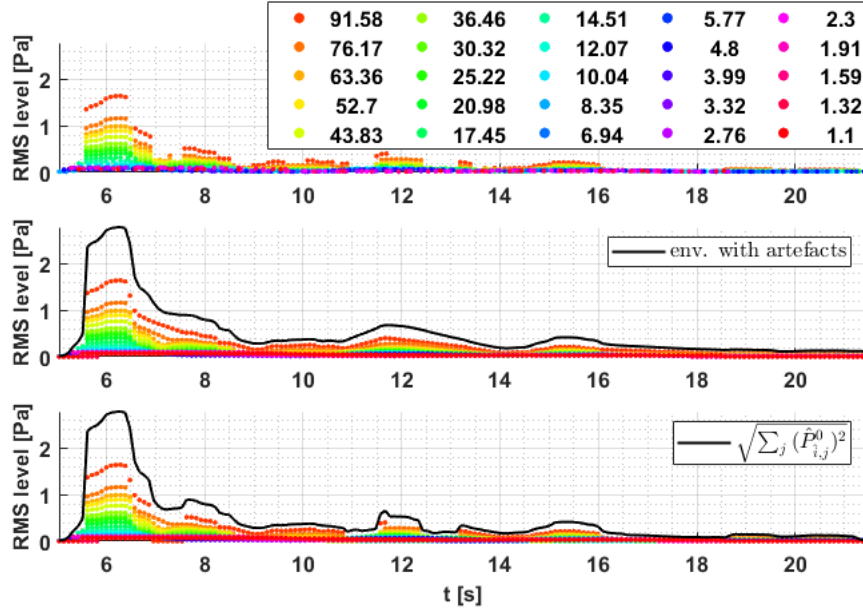 91.58 36.46 14.51 5.77 2.3
76.17 30.32 12.07 4.8 1.91
63.36 25.22 10.04 3.99 1.59
52.7 20.98 8.35 3.32 1.32
43.83 17.45 6.94 2.76 1.1
RMS level [Pa]
2
1
0
6 8 10 12 14 16 18 20
env. with artefacts
RMS level [Pa]
2
1
0
6 8 10 12 14 16 18 20
√∑j (P̂⁰i,j)²
RMS level [Pa]
2
1
0
6 8 10 12 14 16 18 20
t [s]